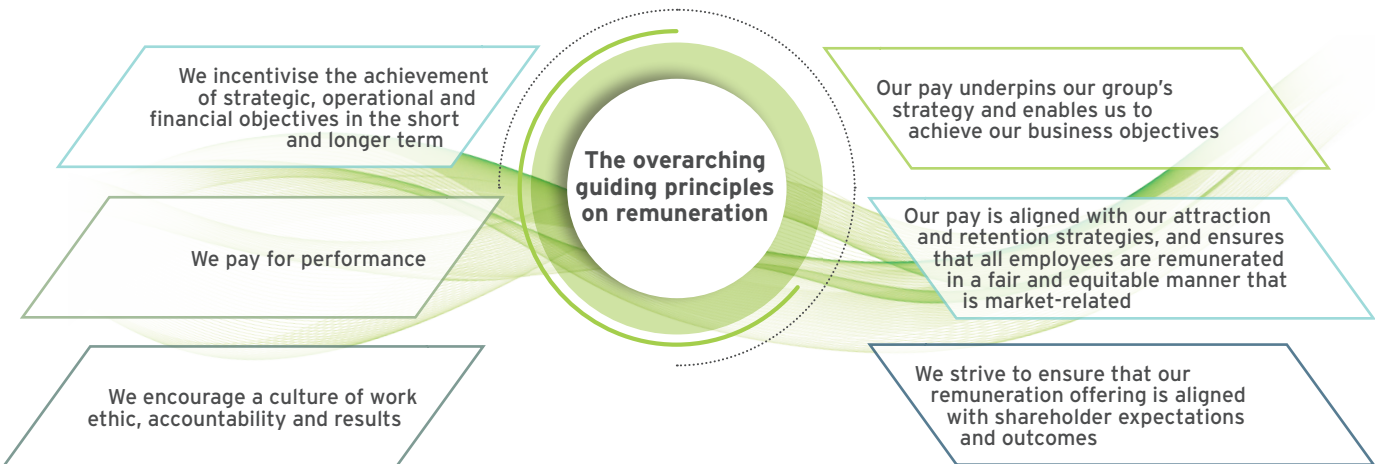 We incentivise the achievement
of strategic, operational and
financial objectives in the short
and longer term
We pay for performance
We encourage a culture of work
ethic, accountability and results
The overarching
guiding principles
on remuneration
Our pay underpins our group's
strategy and enables us to
achieve our business objectives
Our pay is aligned with our attraction
and retention strategies, and ensures
that all employees are remunerated
in a fair and equitable manner that
is market-related
We strive to ensure that our
remuneration offering is aligned
with shareholder expectations
and outcomes